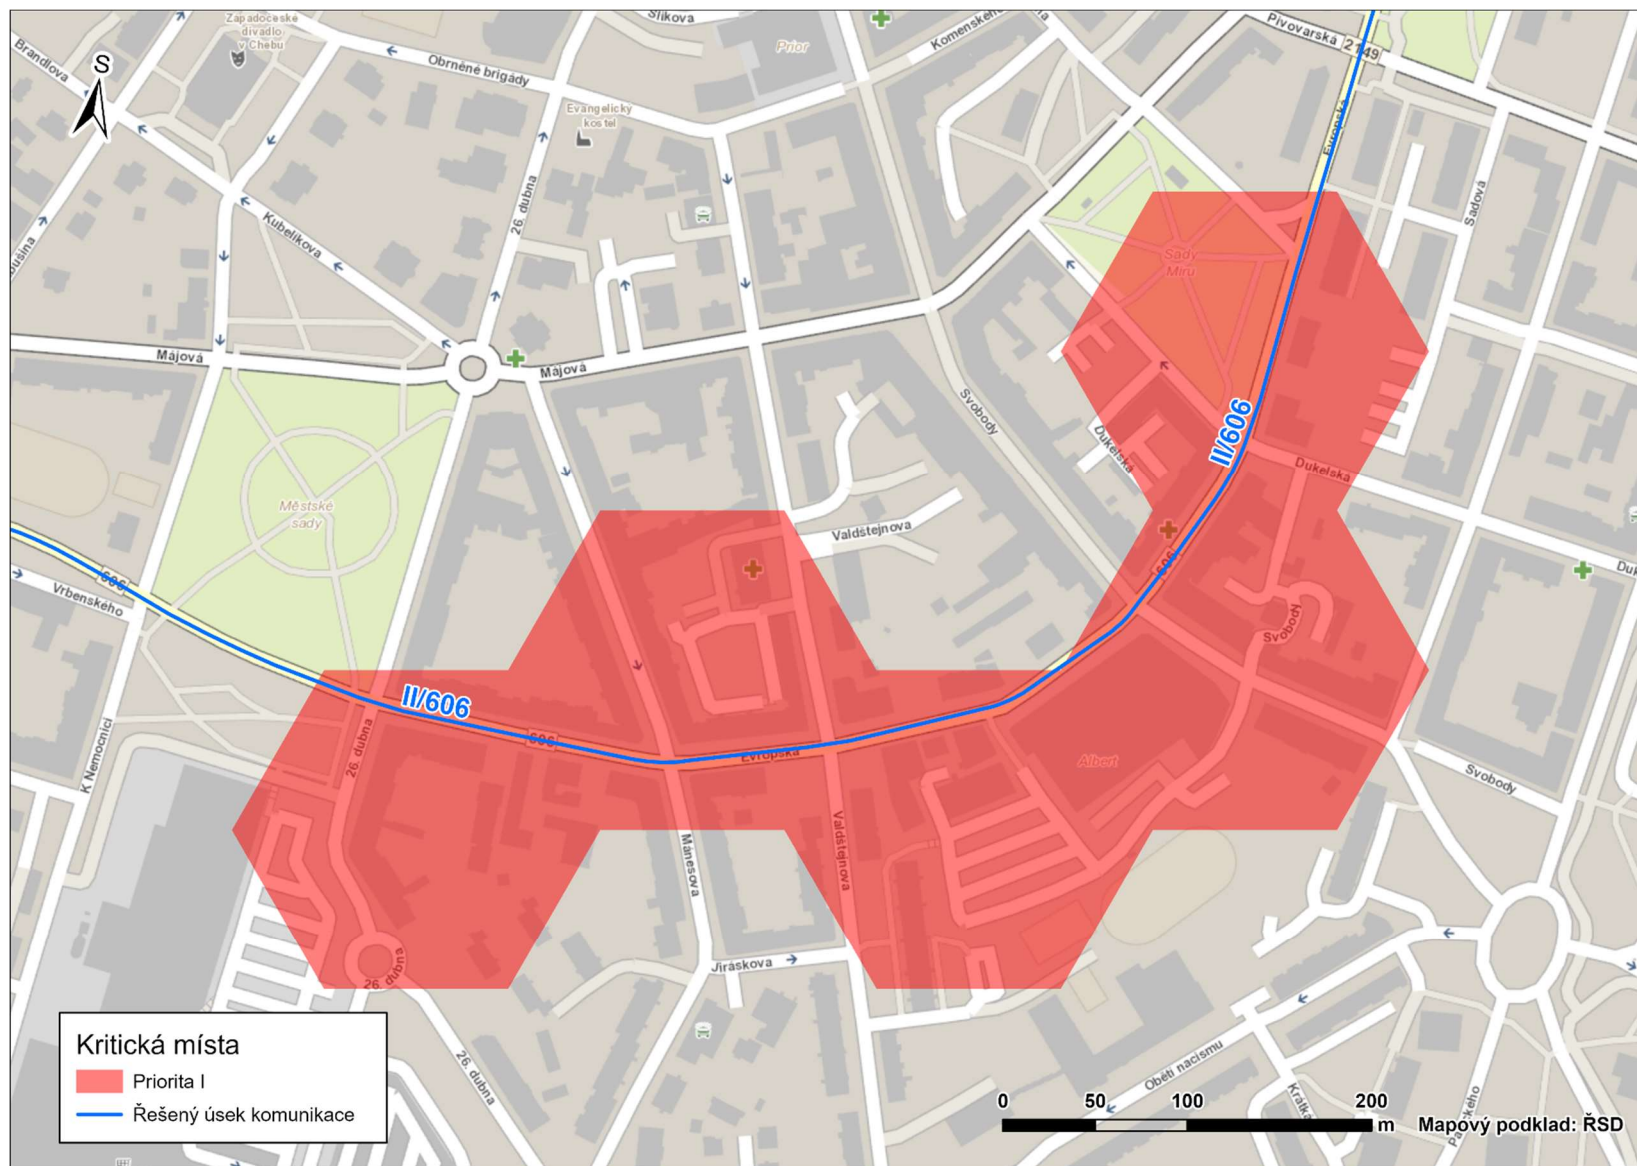 Západočeské
divadlo
v Chebu
Slikova
Prior
Komenského
Pivovarská
2149
Brandlova
S
Obrněné brigády
Evangelický
kostel
Evropská
26. dubna
Sadová
Kubelíkova
Sady
Míru
Májová
Májová
Svobody
II/606
Dukelská
Dukelská
Městské
sady
Valdštejnova
606
606
Vrbenského
Svobody
II/606
26. dubna
606
Evropská
K Nemocnici
Albert
Svobody
Mánesova
Valdštejnova
Jiráskova
26. dubna
26. dubna
Obětí nacismu
Krátká
Kritická místa
Priorita I
Řešený úsek komunikace
0 50 100 200
m
Mapový podklad: ŘSD